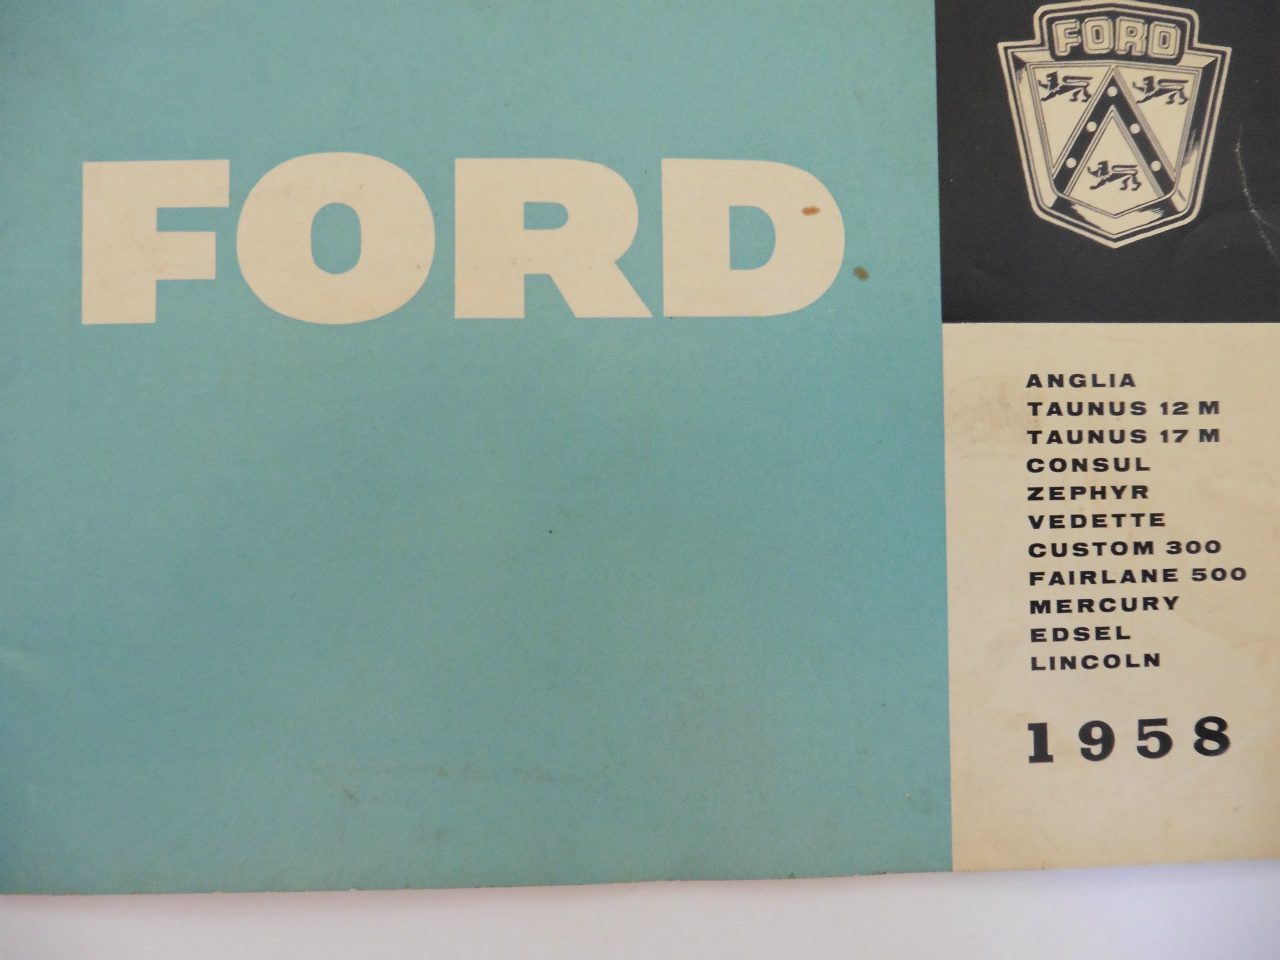 FORD
FORD
ANGLIA
TAUNUS 12 M
TAUNUS 17 M
CONSUL
ZEPHYR
VEDETTE
CUSTOM 300
FAIRLANE 500
MERCURY
EDSEL
LINCOLN
1958